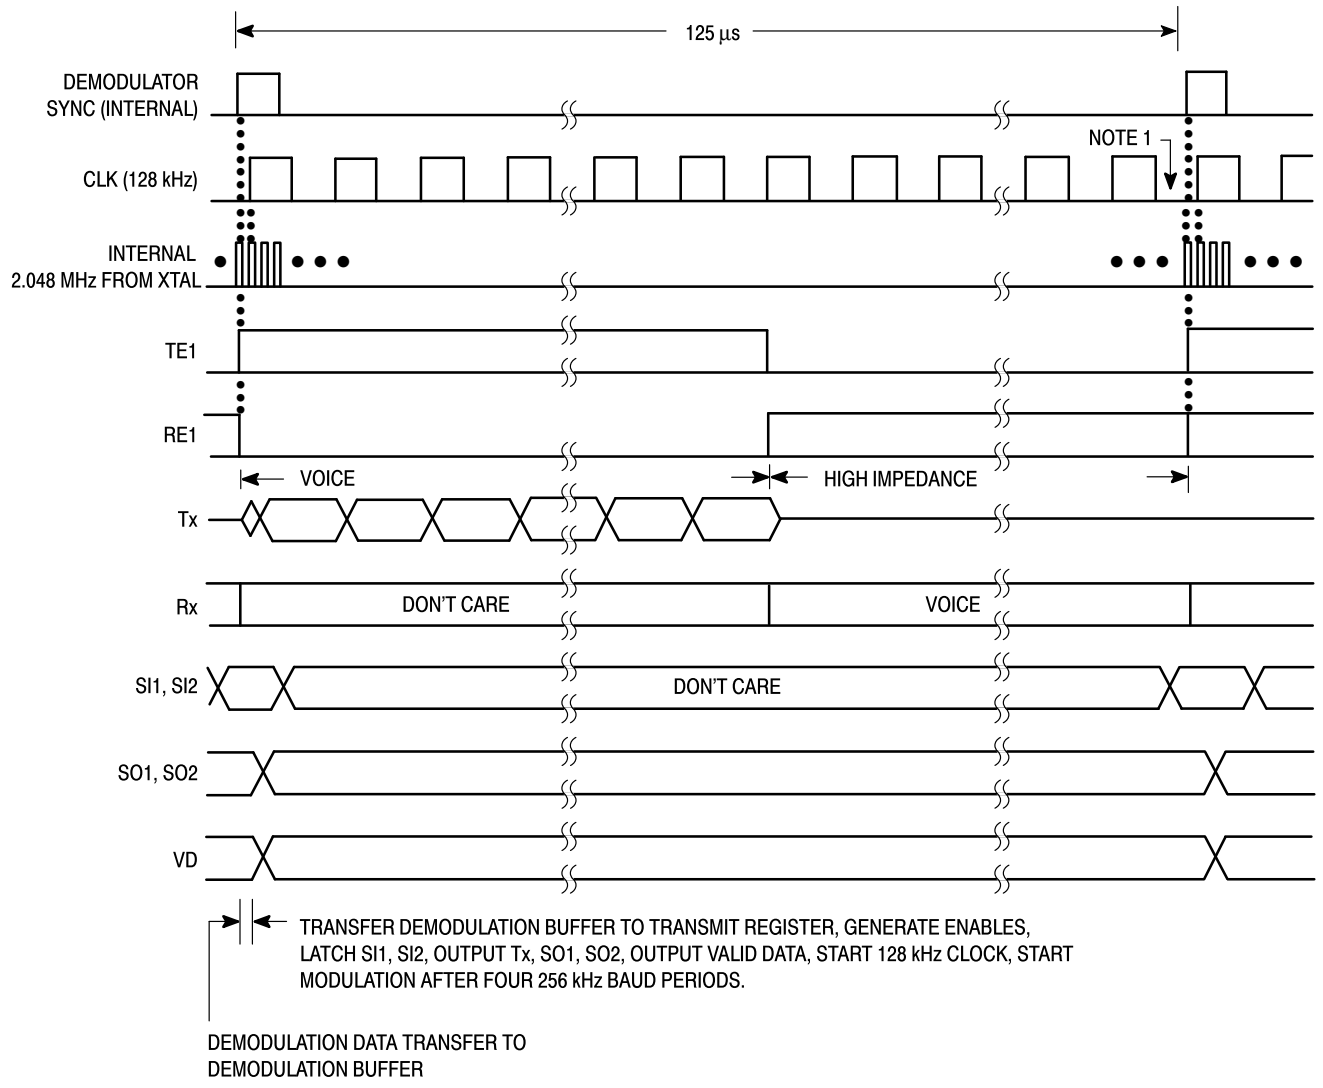 125 μs
DEMODULATOR
SYNC (INTERNAL)
NOTE 1
CLK (128 kHz)
INTERNAL
2.048 MHz FROM XTAL
TE1
RE1
VOICE
HIGH IMPEDANCE
Tx
Rx
DON'T CARE
VOICE
SI1, SI2
DON'T CARE
SO1, SO2
VD
TRANSFER DEMODULATION BUFFER TO TRANSMIT REGISTER, GENERATE ENABLES,
LATCH SI1, SI2, OUTPUT Tx, SO1, SO2, OUTPUT VALID DATA, START 128 kHz CLOCK, START
MODULATION AFTER FOUR 256 kHz BAUD PERIODS.
DEMODULATION DATA TRANSFER TO
DEMODULATION BUFFER